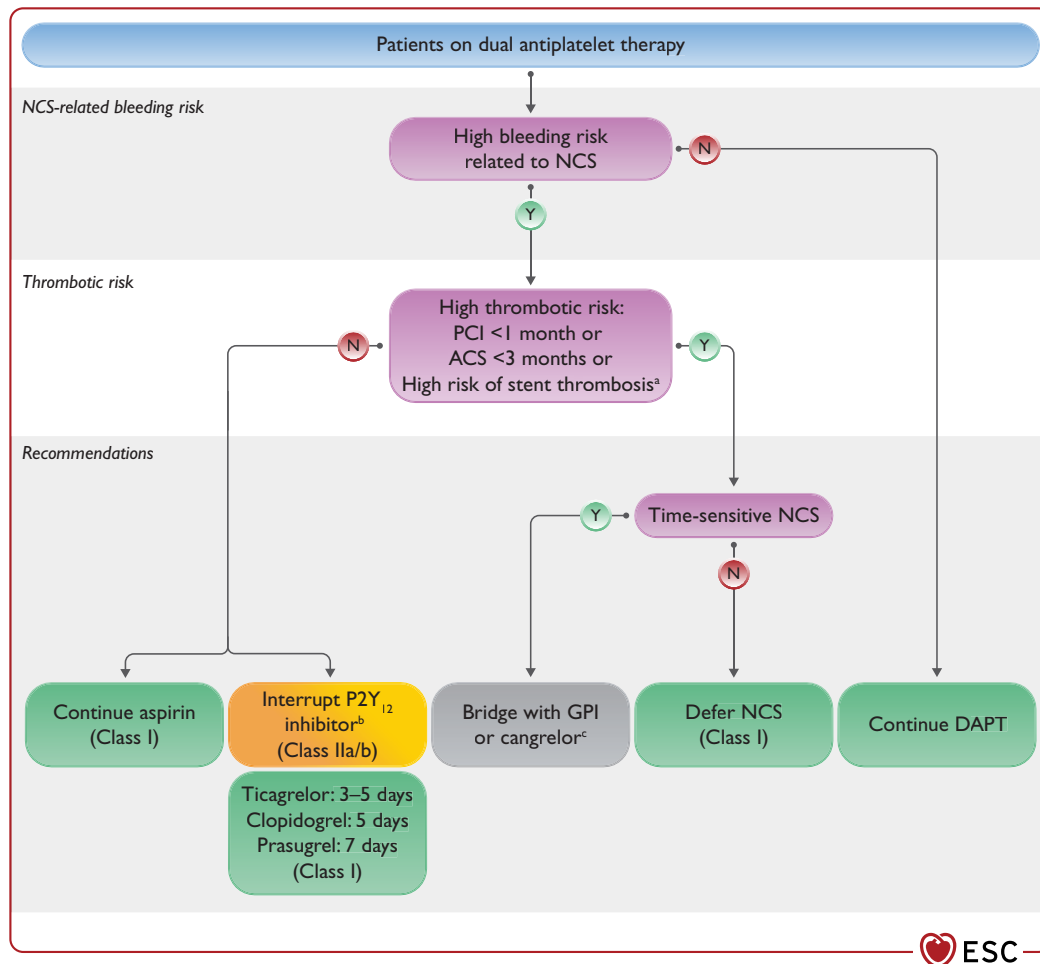 Patients on dual antiplatelet therapy
NCS-related bleeding risk
High bleeding risk
related to NCS
N
Y
Thrombotic risk
High thrombotic risk:
PCI <1 month or
ACS <3 months or
High risk of stent thrombosisᵃ
N
Y
Recommendations
Time-sensitive NCS
Y
N
Continue aspirin
(Class I)
Interrupt P2Y₁₂
inhibitorᵇ
(Class IIa/b)
Bridge with GPI
or cangrelorᶜ
Defer NCS
(Class I)
Continue DAPT
Ticagrelor: 3–5 days
Clopidogrel: 5 days
Prasugrel: 7 days
(Class I)
ESC